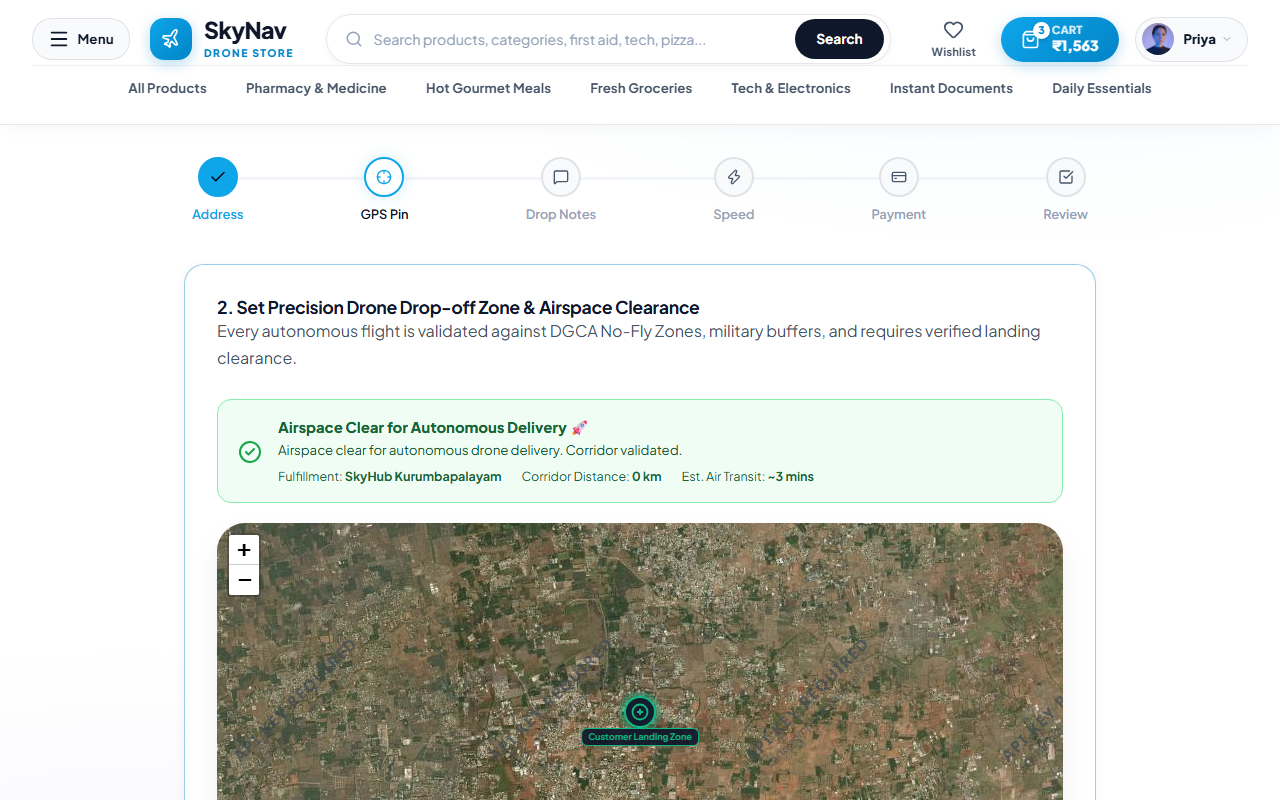 Menu
SkyNav
DRONE STORE
Search products, categories, first aid, tech, pizza...
Search
Wishlist
3
CART
₹1,563
Priya
All Products
Pharmacy & Medicine
Hot Gourmet Meals
Fresh Groceries
Tech & Electronics
Instant Documents
Daily Essentials
Address
GPS Pin
Drop Notes
Speed
Payment
Review
2. Set Precision Drone Drop-off Zone & Airspace Clearance
Every autonomous flight is validated against DGCA No-Fly Zones, military buffers, and requires verified landing
clearance.
Airspace Clear for Autonomous Delivery 🚀
Airspace clear for autonomous drone delivery. Corridor validated.
Fulfillment: SkyHub Kurumbapalayam Corridor Distance: 0 km Est. Air Transit: ~3 mins
+
−
API KEY REQUIRED
Customer Landing Zone